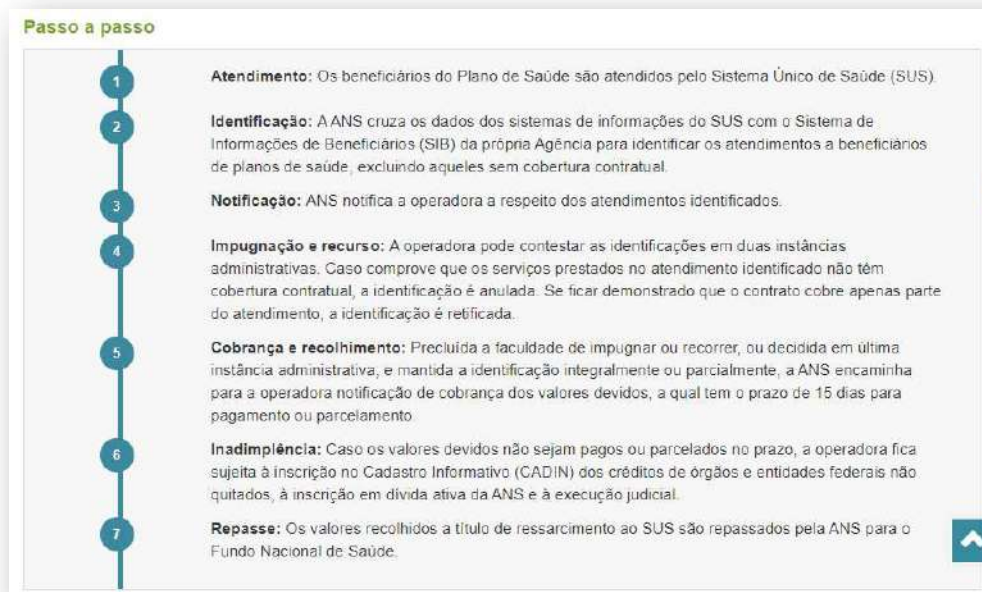 Passo a passo
1
Atendimento: Os beneficiários do Plano de Saúde são atendidos pelo Sistema Único de Saúde (SUS).
2
Identificação: A ANS cruza os dados dos sistemas de informações do SUS com o Sistema de
Informações de Beneficiários (SIB) da própria Agência para identificar os atendimentos a beneficiários
de planos de saúde, excluindo aqueles sem cobertura contratual.
3
Notificação: ANS notifica a operadora a respeito dos atendimentos identificados.
4
Impugnação e recurso: A operadora pode contestar as identificações em duas instâncias
administrativas. Caso comprove que os serviços prestados no atendimento identificado não têm
cobertura contratual, a identificação é anulada. Se ficar demonstrado que o contrato cobre apenas parte
do atendimento, a identificação é retificada.
5
Cobrança e recolhimento: Precluída a faculdade de impugnar ou recorrer, ou decidida em última
instância administrativa, e mantida a identificação integralmente ou parcialmente, a ANS encaminha
para a operadora notificação de cobrança dos valores devidos, a qual tem o prazo de 15 dias para
pagamento ou parcelamento.
6
Inadimplência: Caso os valores devidos não sejam pagos ou parcelados no prazo, a operadora fica
sujeita à inscrição no Cadastro Informativo (CADIN) dos créditos de órgãos e entidades federais não
quitados, à inscrição em dívida ativa da ANS e à execução judicial.
7
Repasse: Os valores recolhidos a título de ressarcimento ao SUS são repassados pela ANS para o
Fundo Nacional de Saúde.